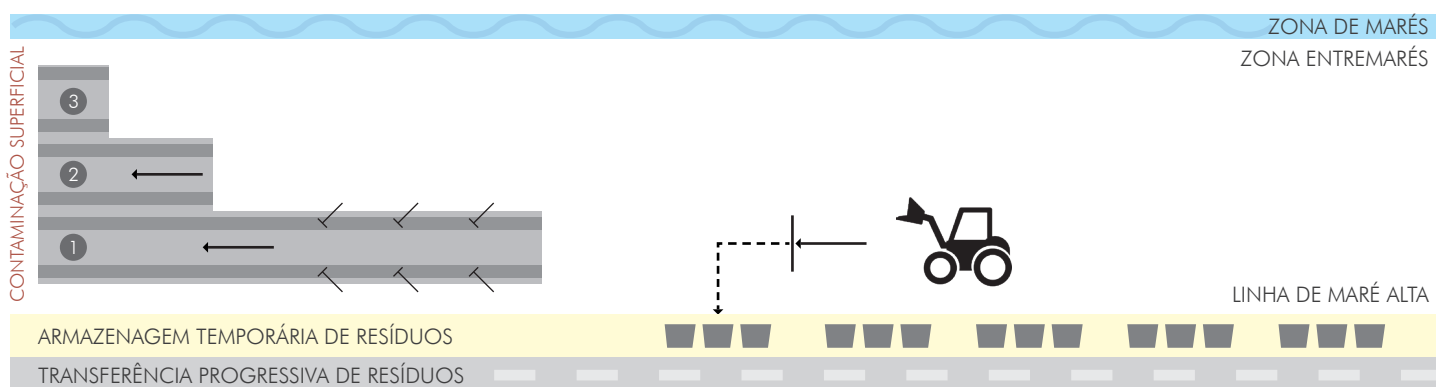 ZONA DE MARÉS
ZONA ENTREMARÉS
CONTAMINAÇÃO SUPERFICIAL
3
2
1
LINHA DE MARÉ ALTA
ARMAZENAGEM TEMPORÁRIA DE RESÍDUOS
TRANSFERÊNCIA PROGRESSIVA DE RESÍDUOS